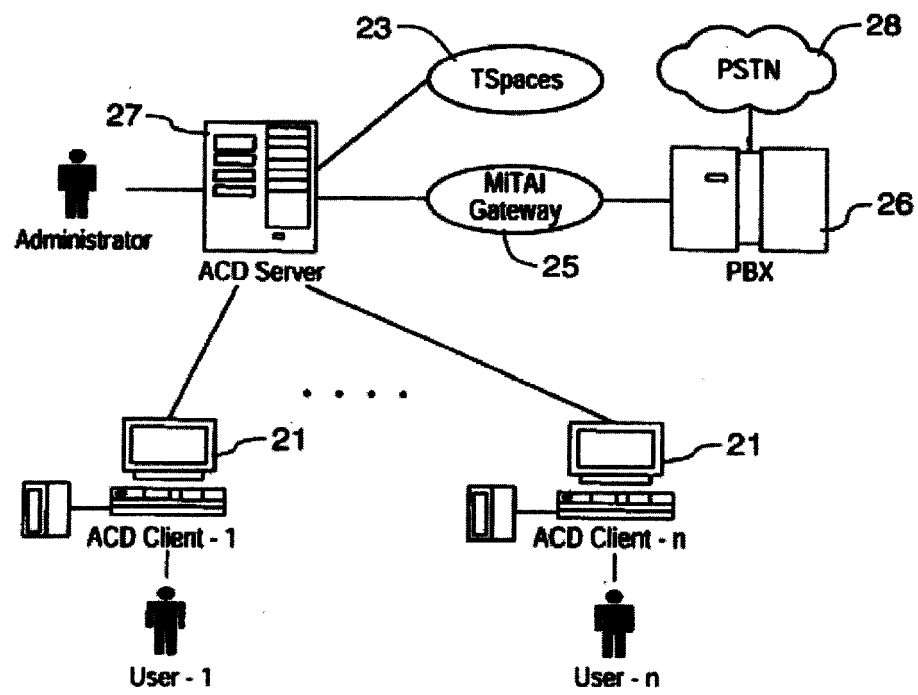 23
28
TSpaces
PSTN
27
MiTAI
Gateway
26
Administrator
25
ACD Server
PBX
21
21
ACD Client - 1
ACD Client - n
User - 1
User - n